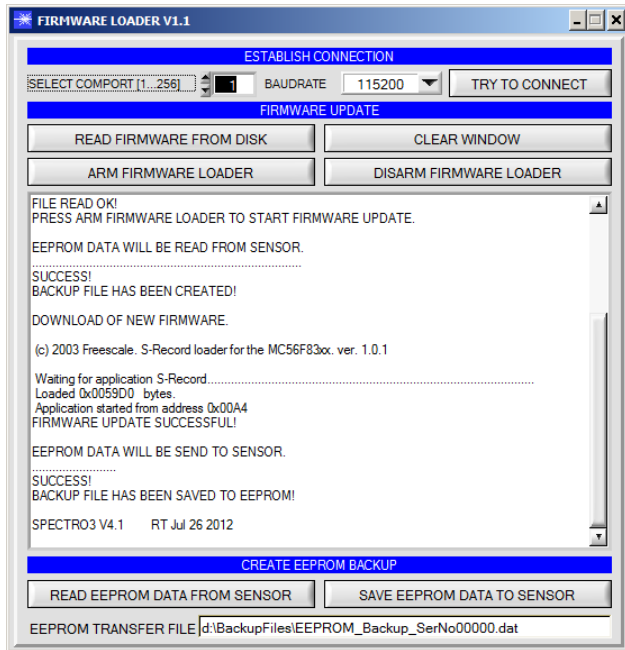 FIRMWARE LOADER V1.1
ESTABLISH CONNECTION
SELECT COMPORT [1...256] 1 BAUDRATE 115200 TRY TO CONNECT
FIRMWARE UPDATE
READ FIRMWARE FROM DISK CLEAR WINDOW
ARM FIRMWARE LOADER DISARM FIRMWARE LOADER
FILE READ OK!
PRESS ARM FIRMWARE LOADER TO START FIRMWARE UPDATE.
EEPROM DATA WILL BE READ FROM SENSOR.
................................................................................
SUCCESS!
BACKUP FILE HAS BEEN CREATED!
DOWNLOAD OF NEW FIRMWARE.
(c) 2003 Freescale. S-Record loader for the MC56F83xx. ver. 1.0.1
Waiting for application S-Record.................................................................................................
Loaded 0x0059D0 bytes.
Application started from address 0x00A4
FIRMWARE UPDATE SUCCESSFUL!
EEPROM DATA WILL BE SEND TO SENSOR.
.........................
SUCCESS!
BACKUP FILE HAS BEEN SAVED TO EEPROM!
SPECTRO3 V4.1 RT Jul 26 2012
CREATE EEPROM BACKUP
READ EEPROM DATA FROM SENSOR SAVE EEPROM DATA TO SENSOR
EEPROM TRANSFER FILE d:\BackupFiles\EEPROM_Backup_SerNo00000.dat